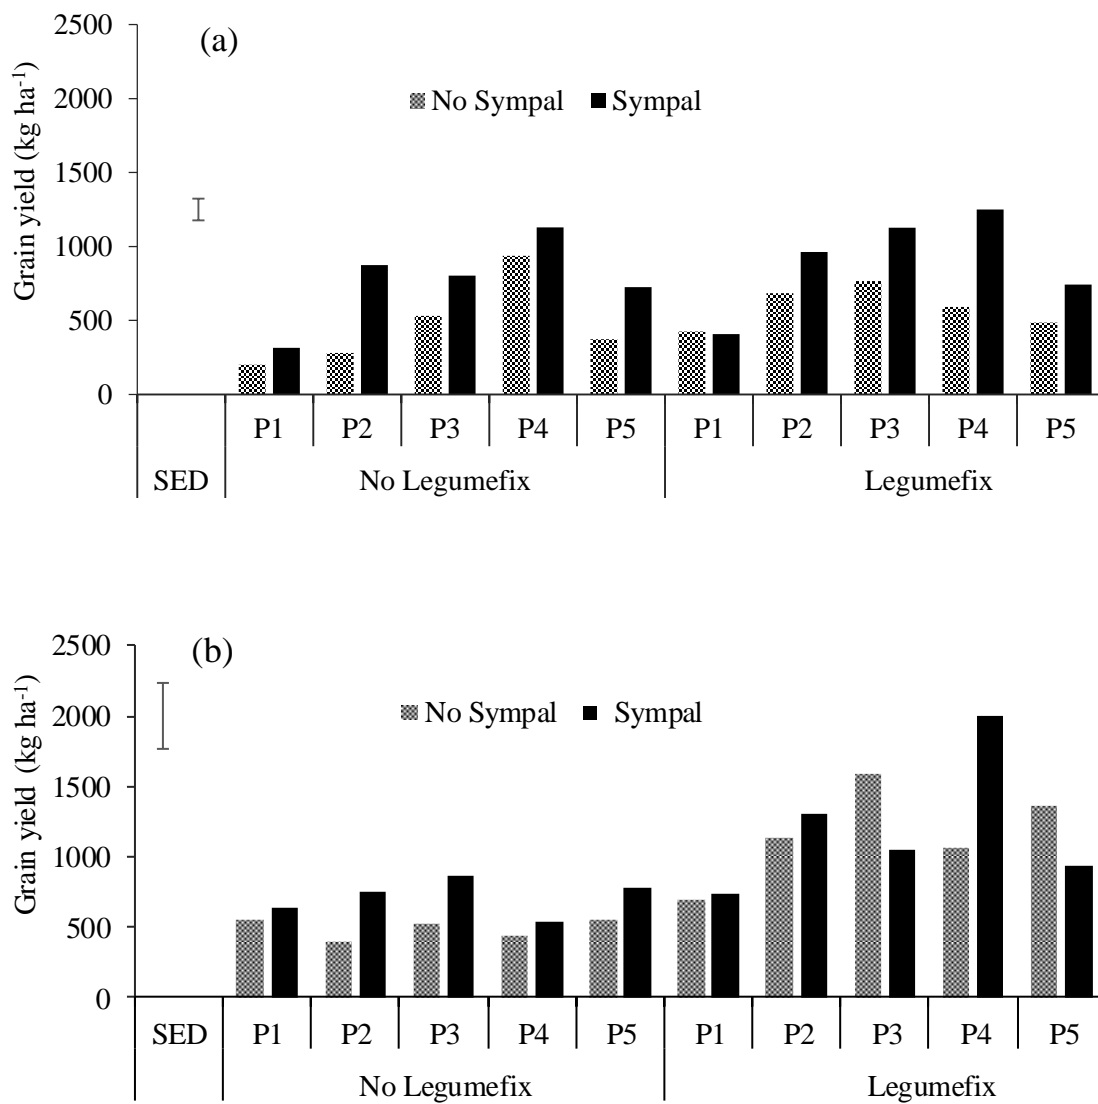 2500
(a)
2000
No Sympal Sympal
1500
1000
500
0
Grain yield (kg ha-1)
P1 P2 P3 P4 P5 P1 P2 P3 P4 P5
SED No Legumefix Legumefix
2500
(b)
2000
No Sympal Sympal
1500
1000
500
0
Grain yield (kg ha-1)
SED P1 P2 P3 P4 P5 P1 P2 P3 P4 P5
No Legumefix Legumefix